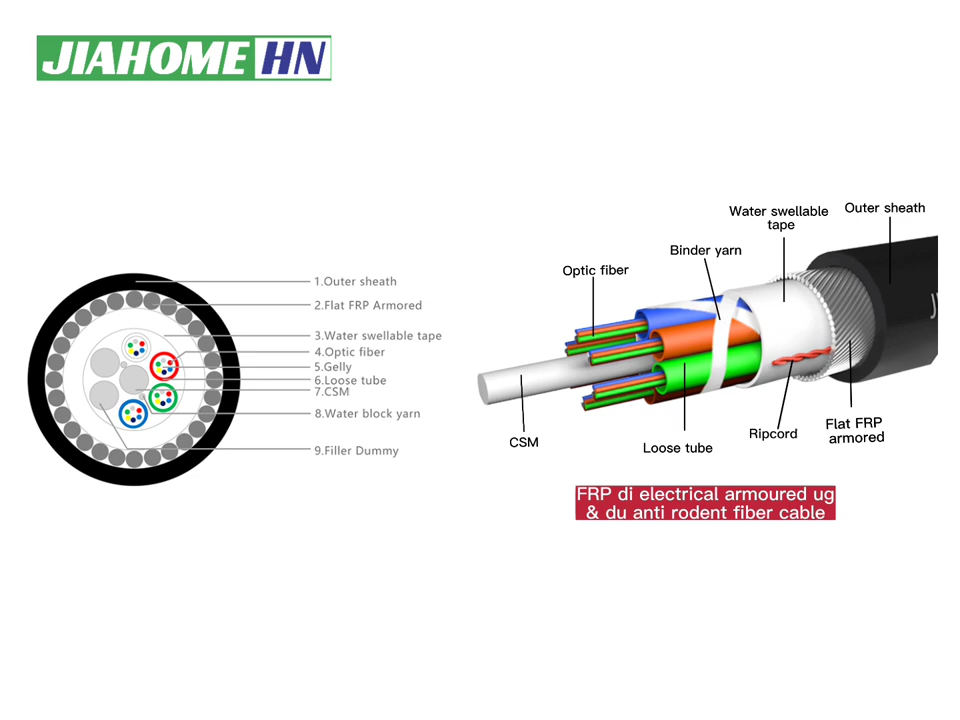 JIAHOME HN
1.Outer sheath
2.Flat FRP Armored
3.Water swellable tape
4.Optic fiber
5.Gelly
6.Loose tube
7.CSM
8.Water block yarn
9.Filler Dummy
Water swellable
tape
Outer sheath
Binder yarn
Optic fiber
CSM
Loose tube
Ripcord
Flat FRP
armored
FRP di electrical armoured ug
& du anti rodent fiber cable